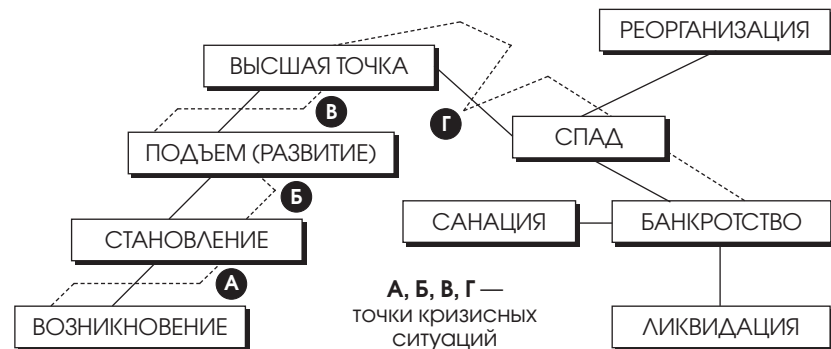 РЕОРГАНИЗАЦИЯ
ВЫСШАЯ ТОЧКА
В
Г
СПАД
ПОДЪЕМ (РАЗВИТИЕ)
Б
САНАЦИЯ
БАНКРОТСТВО
СТАНОВЛЕНИЕ
А
А, Б, В, Г —
точки кризисных
ситуаций
ВОЗНИКНОВЕНИЕ
ЛИКВИДАЦИЯ